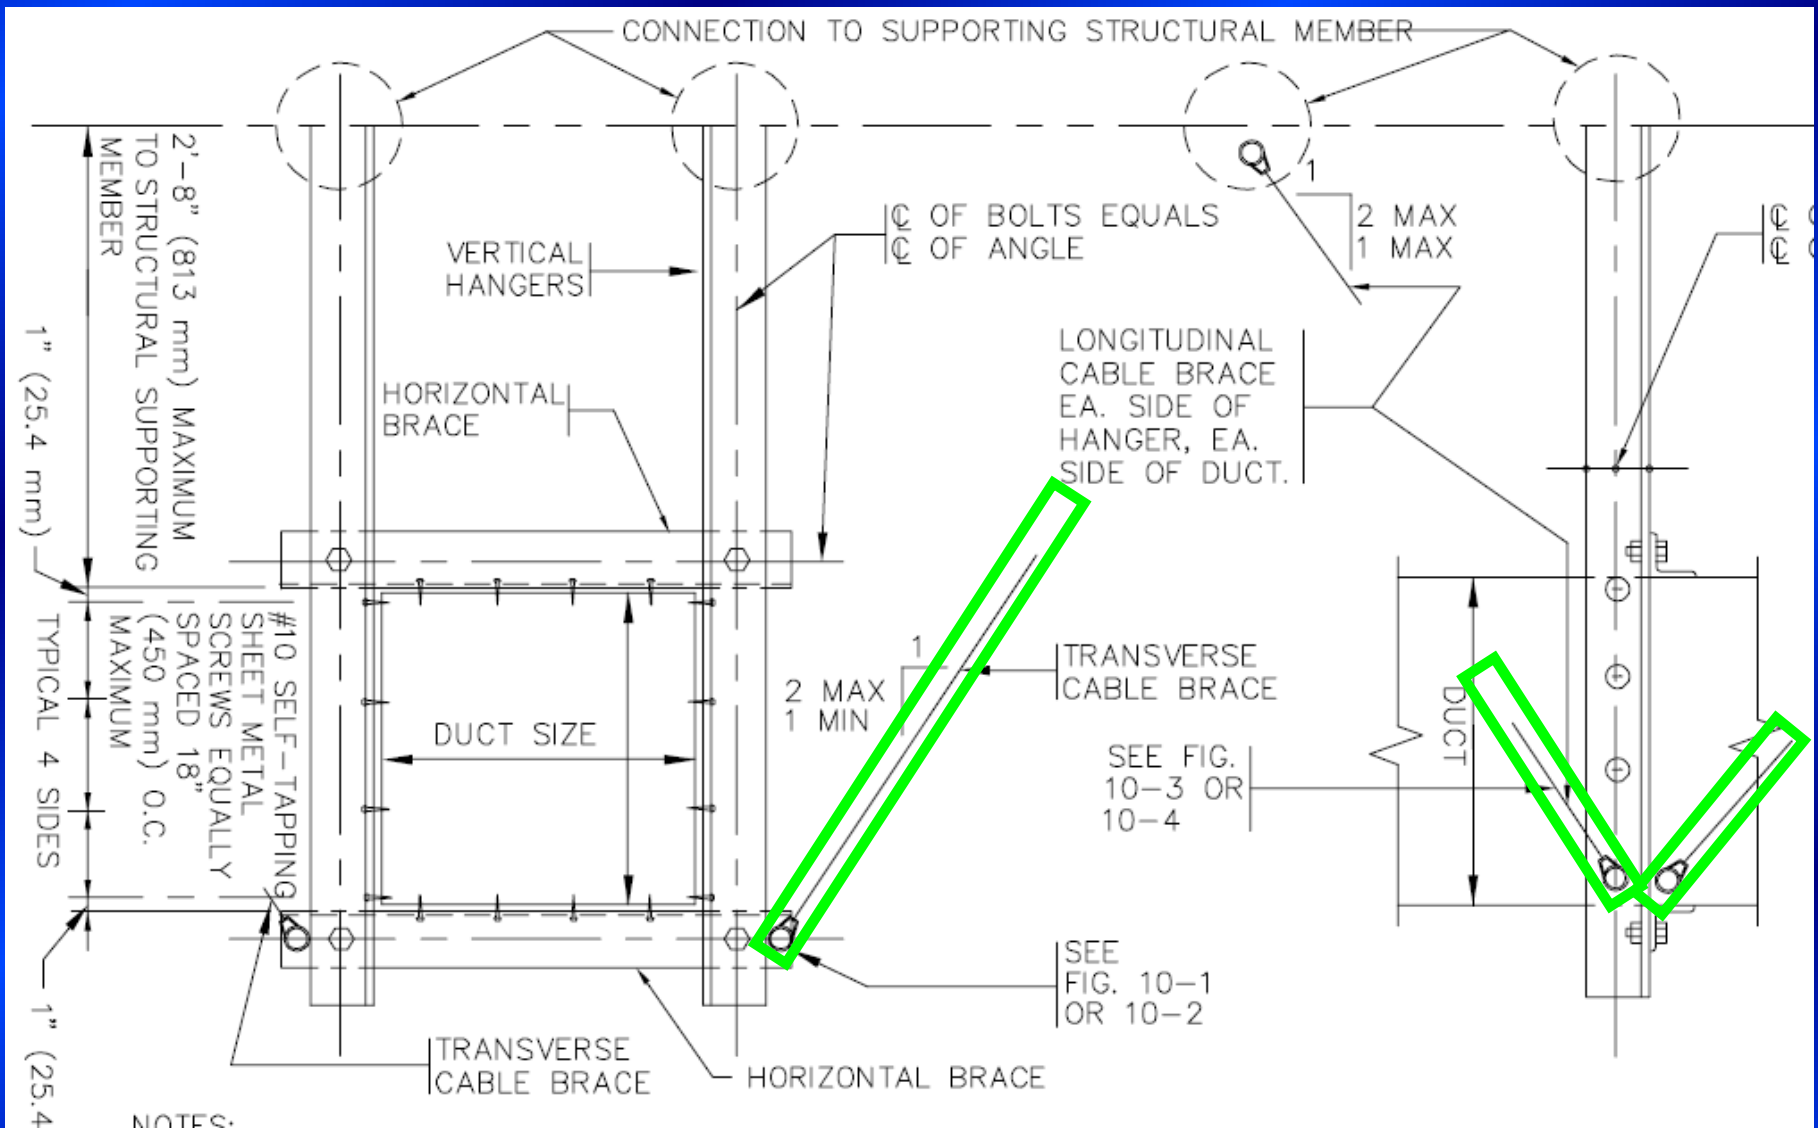 CONNECTION TO SUPPORTING STRUCTURAL MEMBER
2'-8" (813 mm) MAXIMUM
TO STRUCTURAL SUPPORTING
MEMBER
1" (25.4 mm)
VERTICAL
HANGERS
℄ OF BOLTS EQUALS
℄ OF ANGLE
1
2 MAX
1 MAX
℄
℄
HORIZONTAL
BRACE
LONGITUDINAL
CABLE BRACE
EA. SIDE OF
HANGER, EA.
SIDE OF DUCT.
TYPICAL 4 SIDES
#10 SELF-TAPPING
SHEET METAL
SCREWS EQUALLY
SPACED 18"
(450 mm) O.C.
MAXIMUM
DUCT SIZE
1
2 MAX
1 MIN
TRANSVERSE
CABLE BRACE
DUCT
SEE FIG.
10-3 OR
10-4
SEE
FIG. 10-1
OR 10-2
1" (25.4
TRANSVERSE
CABLE BRACE
HORIZONTAL BRACE
NOTES: